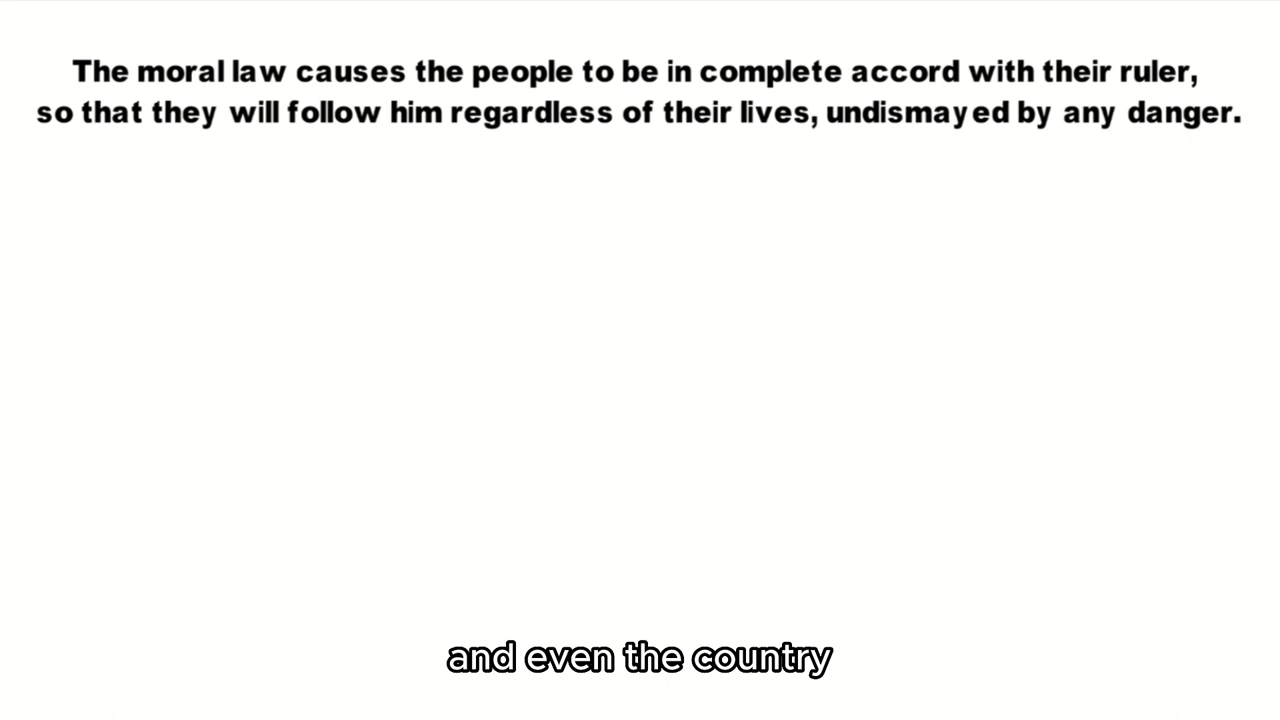 The moral law causes the people to be in complete accord with their ruler,
so that they will follow him regardless of their lives, undismayed by any danger.
and even the country